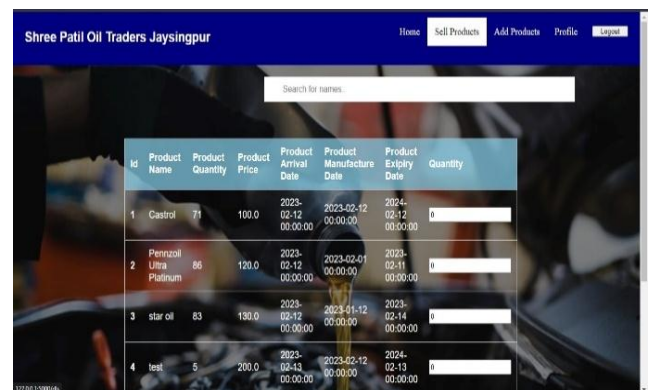 Shree Patil Oil Traders Jaysingpur Home Sell Products Add Products Profile Logout
Search for names..
Id Product Name Product Quantity Product Price Product Arrival Date Product Manufacture Date Product Exipiry Date Quantity
1 Castrol 71 100.0 2023-02-12 00:00:00 2023-02-12 00:00:00 2024-02-12 00:00:00 0
2 Pennzoil Ultra Platinum 86 120.0 2023-02-12 00:00:00 2023-02-01 00:00:00 2023-02-11 00:00:00 0
3 star oil 83 130.0 2023-02-12 00:00:00 2023-01-12 00:00:00 2023-02-14 00:00:00 0
4 test 5 200.0 2023-02-13 00:00:00 2023-02-12 00:00:00 2024-02-13 00:00:00 0